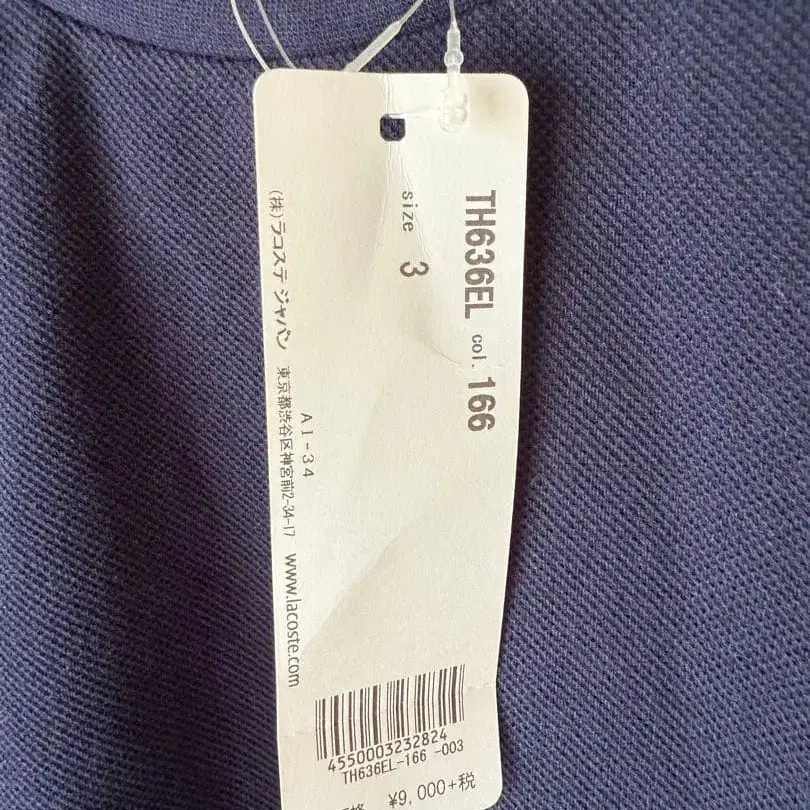 TH636EL col. 166
size 3
A1-34
(株)ラコステ ジャパン 東京都渋谷区神宮前2-34-17 www.lacoste.com
4550003232824
TH636EL-166 -003
¥9,000+税